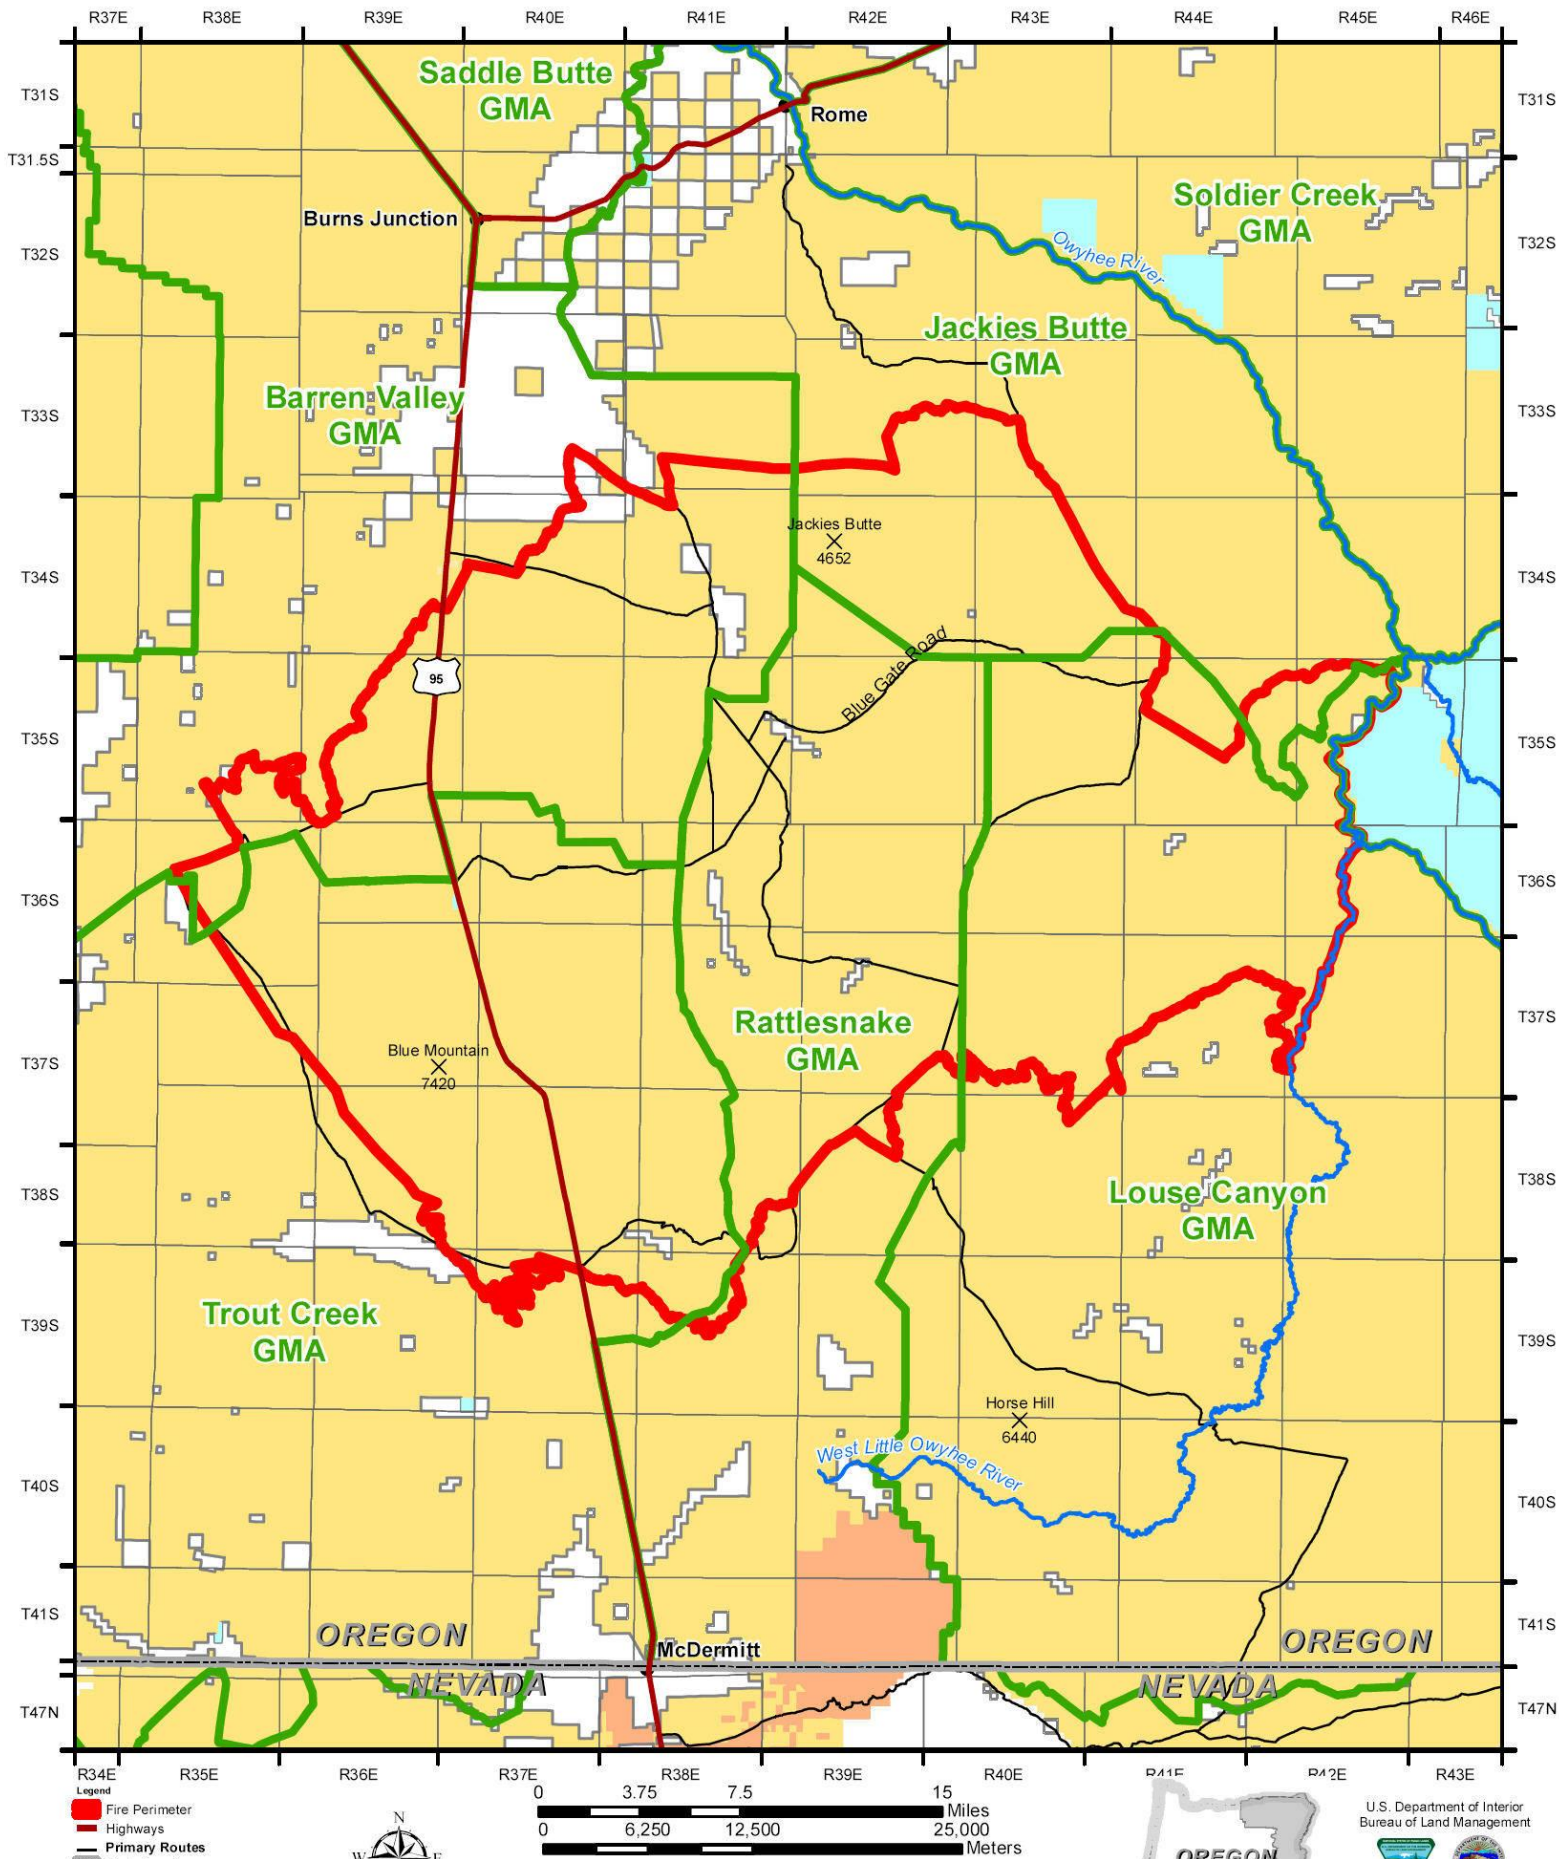 R37E R38E R39E R40E R41E R42E R43E R44E R45E R46E
Saddle Butte
GMA
T31S
T31S
Rome
T31.5S
Soldier Creek
GMA
Burns Junction
T32S
T32S
Owyhee River
Jackies Butte
GMA
Barren Valley
GMA
T33S
T33S
Jackies Butte
4652
T34S
T34S
Blue Gate Road
95
T35S
T35S
T36S
T36S
Rattlesnake
GMA
T37S
Blue Mountain
7420
T37S
T38S
T38S
Louse Canyon
GMA
Trout Creek
GMA
T39S
T39S
Horse Hill
6440
West Little Owyhee River
T40S
T40S
T41S
T41S
OREGON
OREGON
McDermitt
NEVADA
NEVADA
T47N
T47N
R34E R35E R36E R37E R38E R39E R40E R41E R42E R43E
Legend
Fire Perimeter
Highways
Primary Routes
N
W E
0 3.75 7.5 15
Miles
0 6,250 12,500 25,000
Meters
OREGON
U.S. Department of Interior
Bureau of Land Management